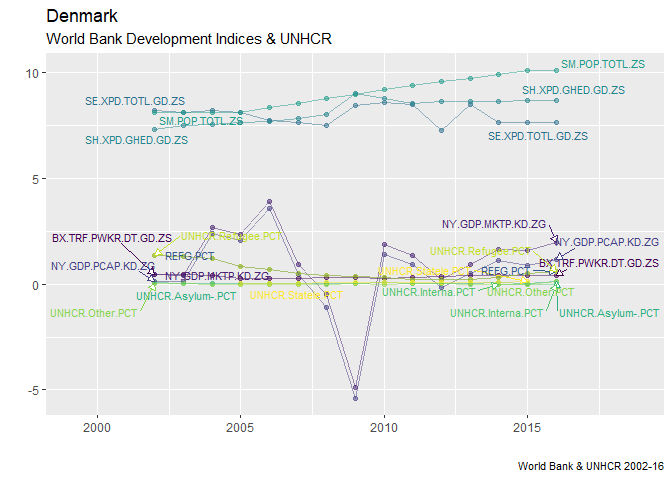 Denmark
World Bank Development Indices & UNHCR
10
SM.POP.TOTL.ZS
SE.XPD.TOTL.GD.ZS
SH.XPD.GHED.GD.ZS
SM.POP.TOTL.ZS
SH.XPD.GHED.GD.ZS
SE.XPD.TOTL.GD.ZS
5
NY.GDP.MKTP.KD.ZG
BX.TRF.PWKR.DT.GD.ZS
UNHCR.Refugee.PCT
NY.GDP.PCAP.KD.ZG
UNHCR.Refugee.PCT
REFG.PCT
BX.TRF.PWKR.DT.GD.ZS
NY.GDP.PCAP.KD.ZG
NY.GDP.MKTP.KD.ZG
REFG.PCT
0
UNHCR.Asylum-.PCT
UNHCR.Statele.PCT
UNHCR.Interna.PCT
UNHCR.Other.PCT
UNHCR.Other.PCT
UNHCR.Interna.PCT
UNHCR.Asylum-.PCT
-5
2000
2005
2010
2015
World Bank & UNHCR 2002-16